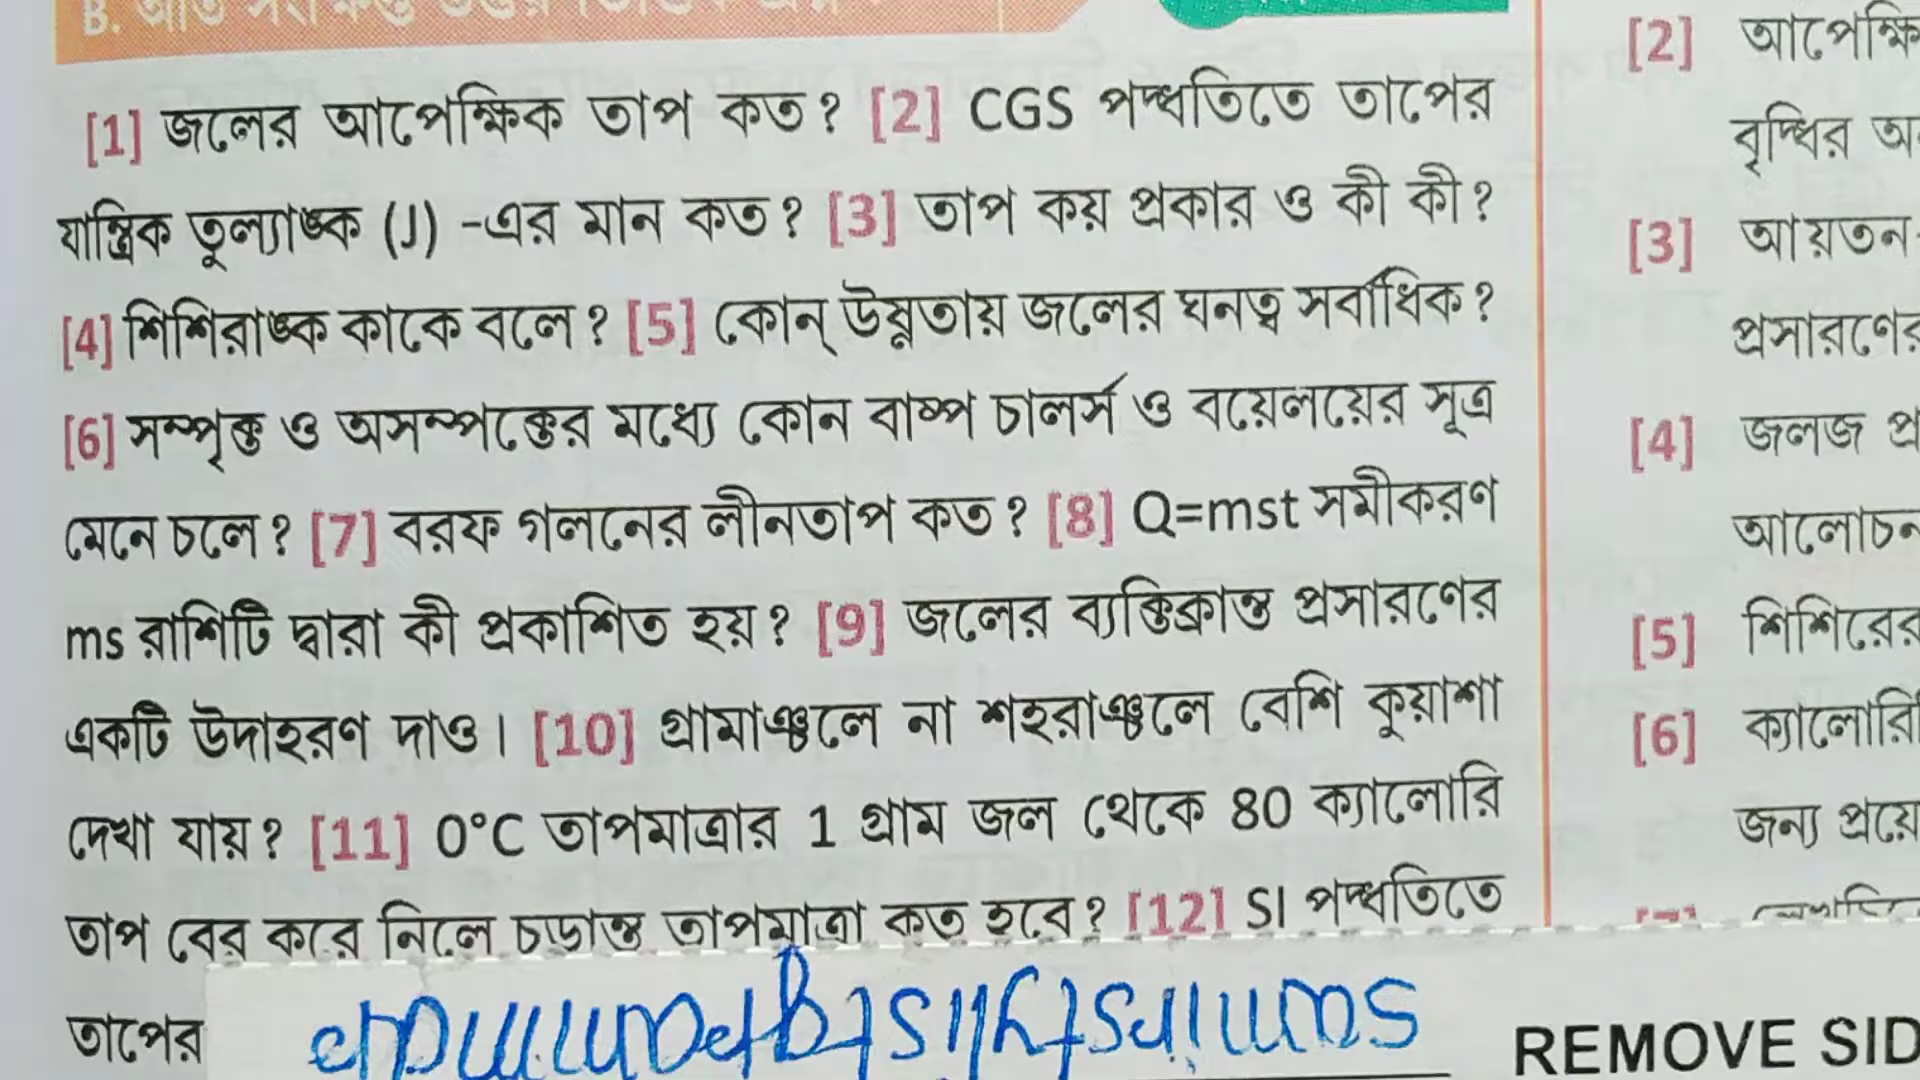 [1] জলের আপেক্ষিক তাপ কত? [2] CGS পদ্ধতিতে তাপের
যান্ত্রিক তুল্যাঙ্ক (J) -এর মান কত? [3] তাপ কয় প্রকার ও কী কী?
[4] শিশিরাঙ্ক কাকে বলে? [5] কোন্ উষ্ণতায় জলের ঘনত্ব সর্বাধিক?
[6] সম্পৃক্ত ও অসম্পক্তের মধ্যে কোন বাষ্প চার্লস ও বয়েলয়ের সূত্র
মেনে চলে? [7] বরফ গলনের লীনতাপ কত? [8] Q=mst সমীকরণ
ms রাশিটি দ্বারা কী প্রকাশিত হয়? [9] জলের ব্যক্তিক্রান্ত প্রসারণের
একটি উদাহরণ দাও। [10] গ্রামাঞ্চলে না শহরাঞ্চলে বেশি কুয়াশা
দেখা যায়? [11] 0°C তাপমাত্রার 1 গ্রাম জল থেকে 80 ক্যালোরি
তাপ বের করে নিলে চড়ান্ত তাপমাত্রা কত হবে? [12] SI পদ্ধতিতে
তাপের
[2] আপেক্ষি
বৃদ্ধির
[3] আয়তন
প্রসারণের
[4] জলজ প্র
আলোচন
[5] শিশিরের
[6] ক্যালোরি
জন্য প্রয়ো
REMOVE SID